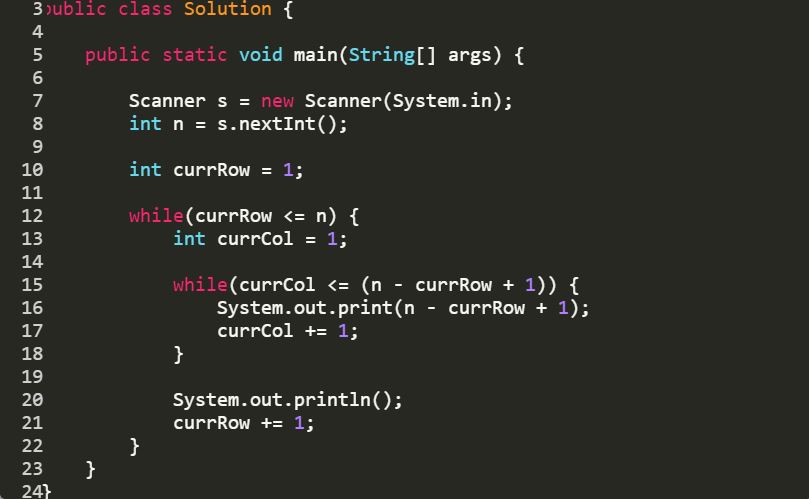 3 public class Solution {
4
5 public static void main(String[] args) {
6
7 Scanner s = new Scanner(System.in);
8 int n = s.nextInt();
9
10 int currRow = 1;
11
12 while(currRow <= n) {
13 int currCol = 1;
14
15 while(currCol <= (n - currRow + 1)) {
16 System.out.print(n - currRow + 1);
17 currCol += 1;
18 }
19
20 System.out.println();
21 currRow += 1;
22 }
23 }
24 }